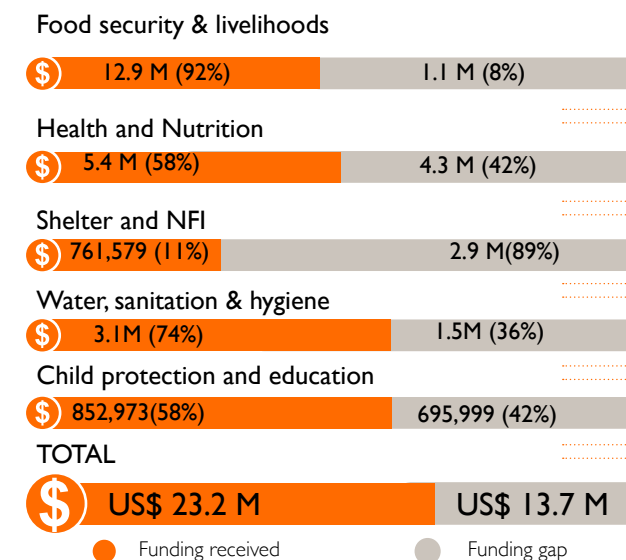 Food security & livelihoods
$ 12.9 M (92%) 1.1 M (8%)
Health and Nutrition
$ 5.4 M (58%) 4.3 M (42%)
Shelter and NFI
$ 761,579 (11%) 2.9 M(89%)
Water, sanitation & hygiene
$ 3.1M (74%) 1.5M (36%)
Child protection and education
$ 852,973(58%) 695,999 (42%)
TOTAL
$ US$ 23.2 M US$ 13.7 M
Funding received Funding gap